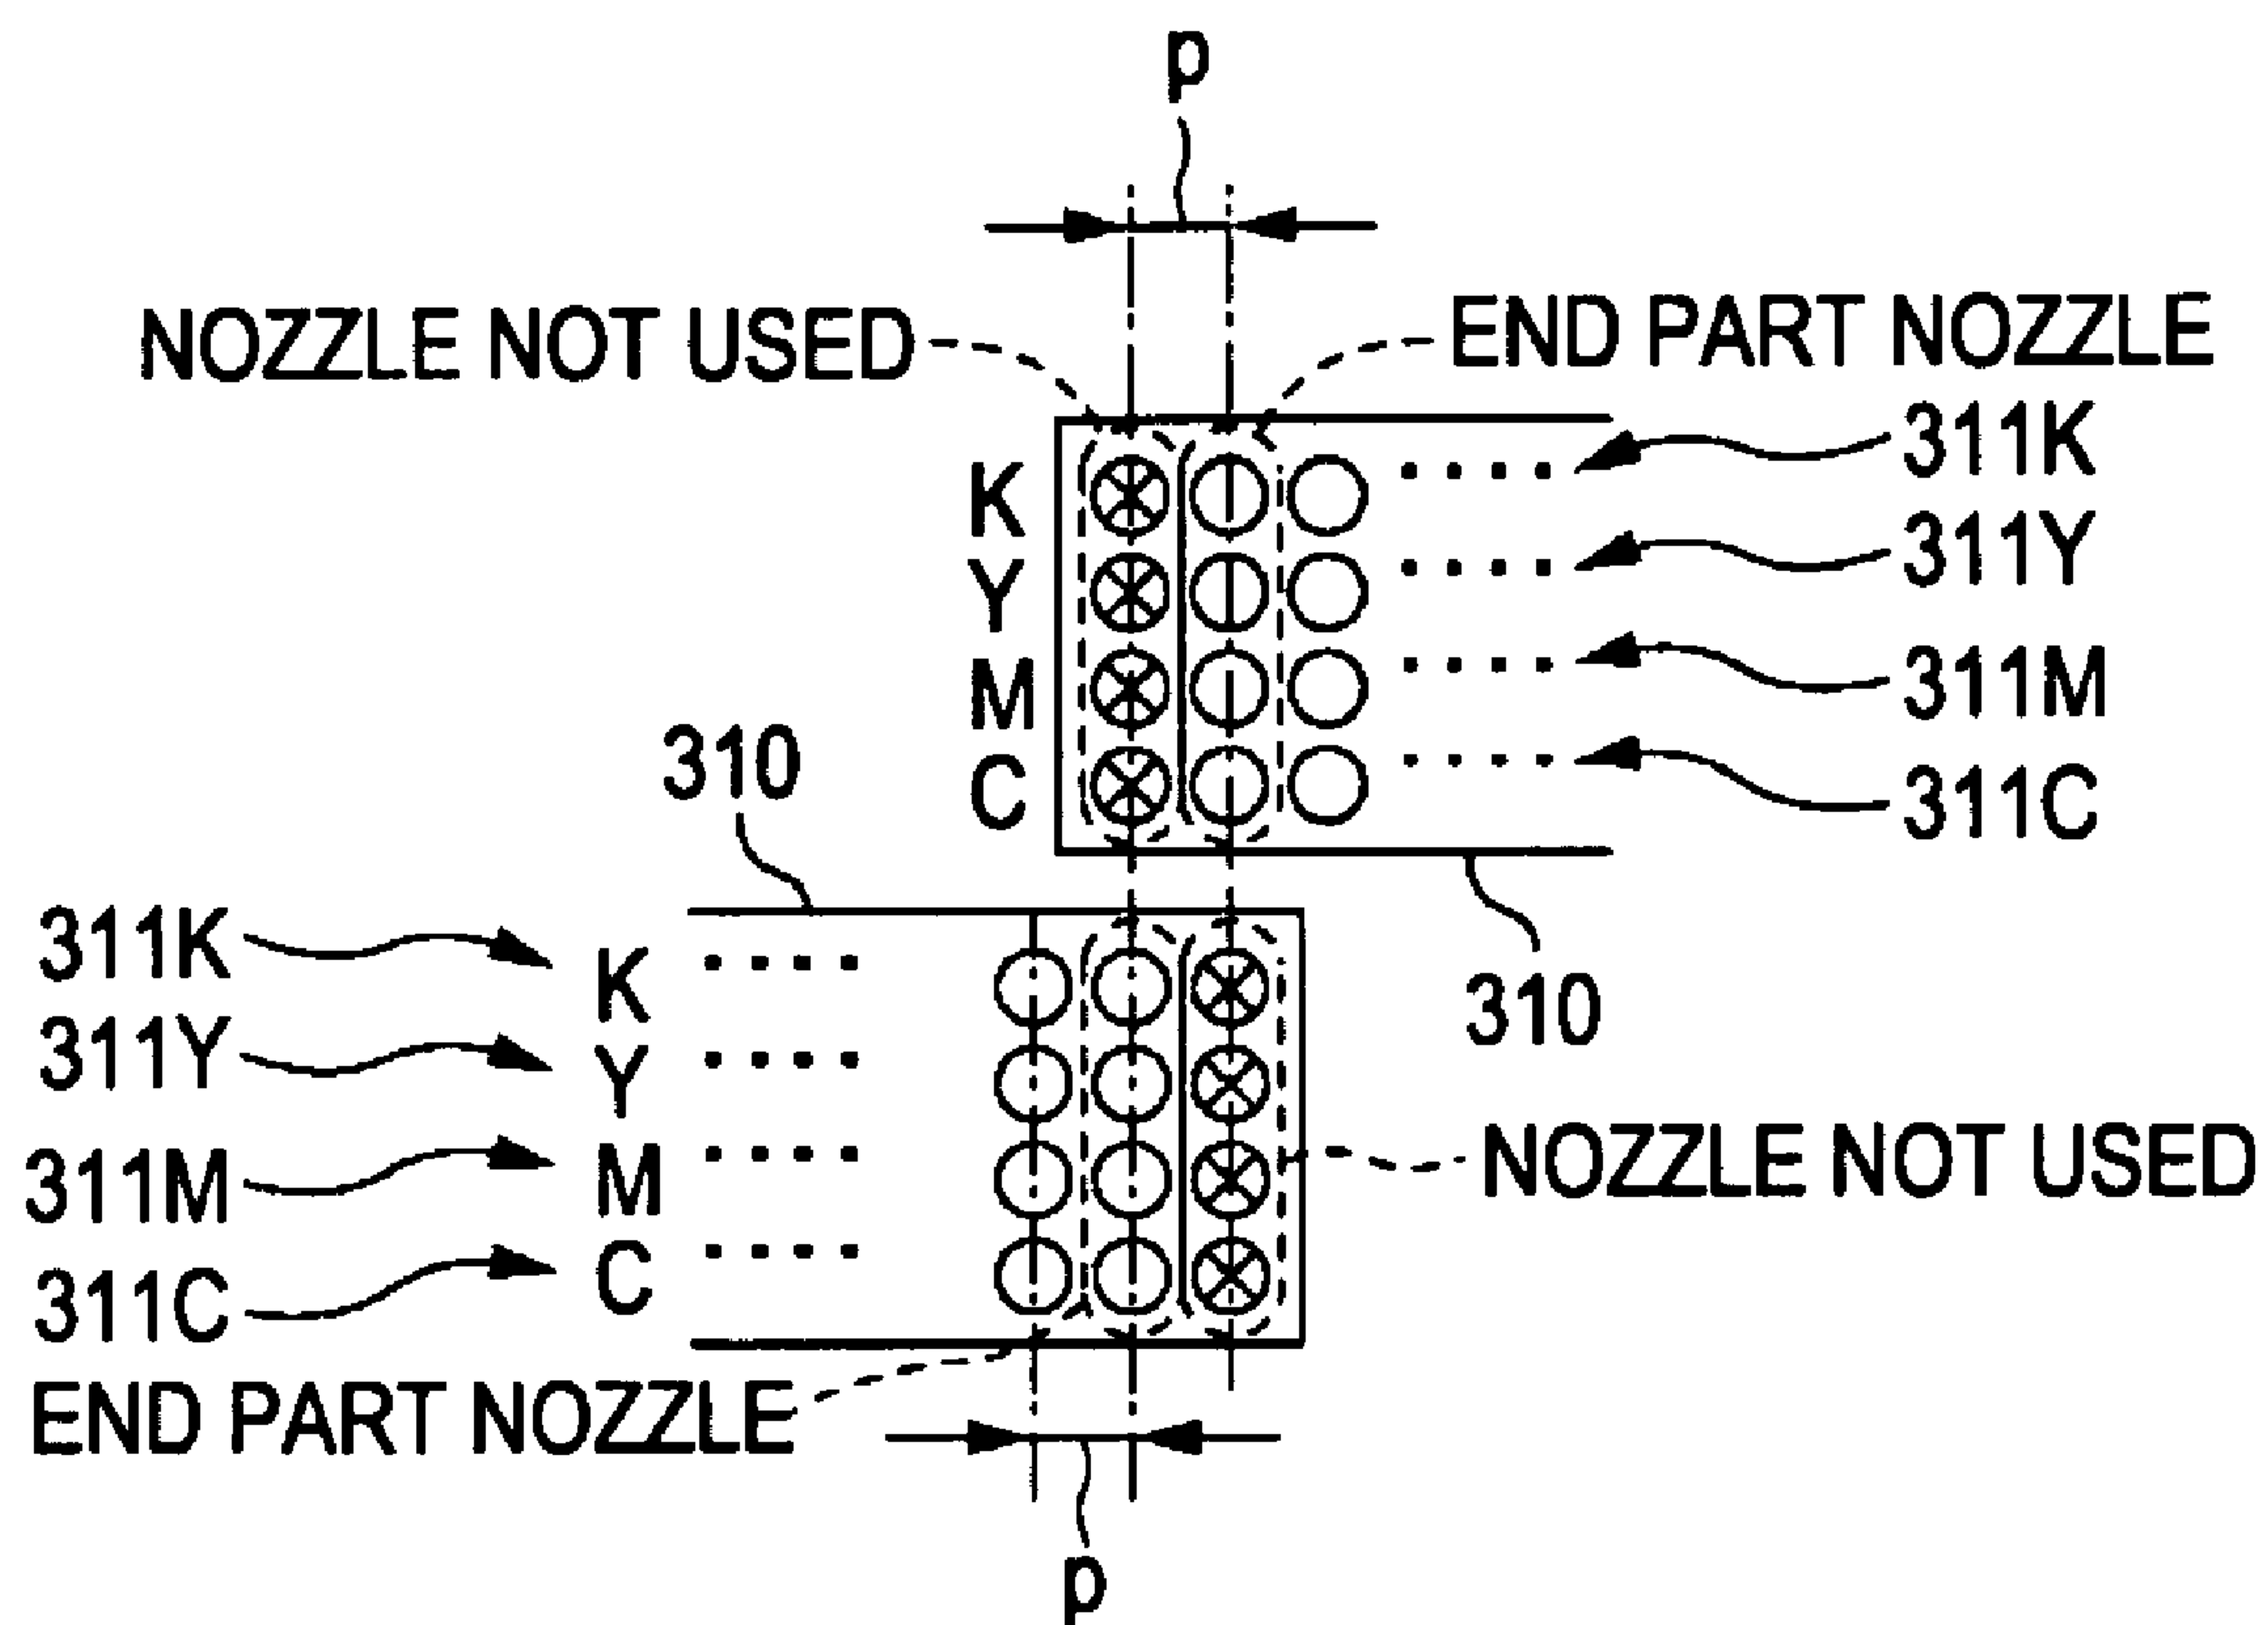 p
NOZZLE NOT USED
END PART NOZZLE
K
311K
Y
311Y
M
311M
C
311C
310
310
311K
K
311Y
Y
311M
M
NOZZLE NOT USED
311C
C
END PART NOZZLE
p